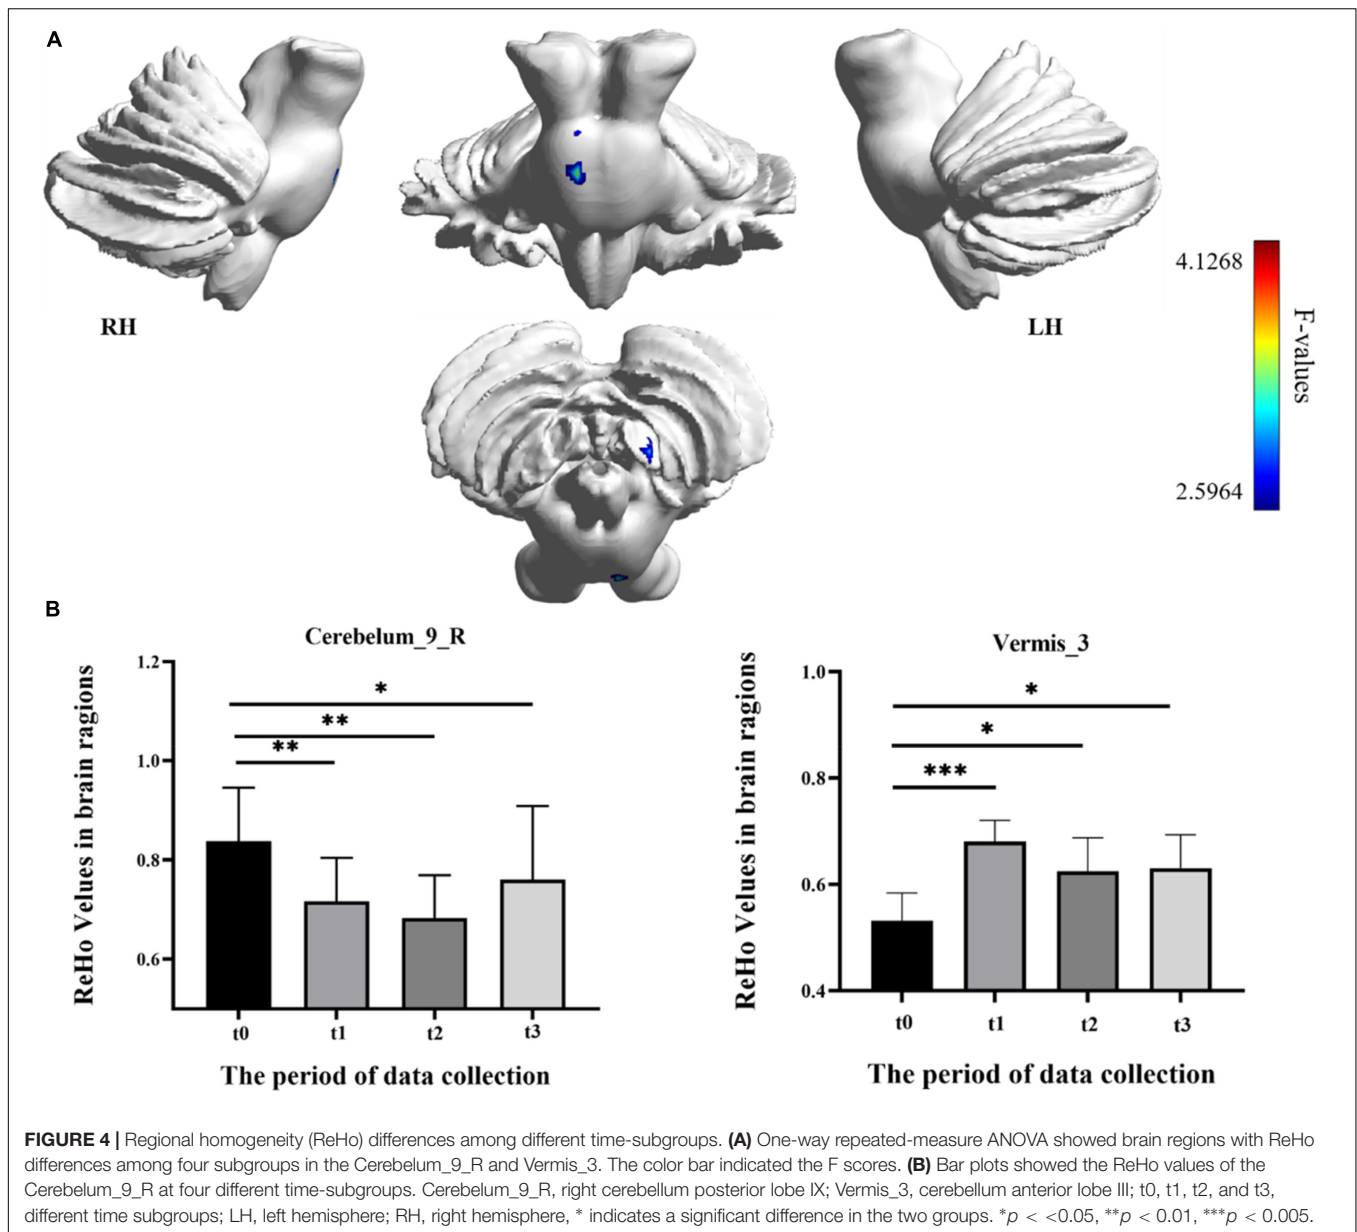 A
RH
LH
4.1268
2.5964
F-values
B
Cerebelum_9_R
ReHo Velues in brain ragions
1.2
1.0
0.8
0.6
*
**
**
t0 t1 t2 t3
The period of data collection
Vermis_3
ReHo Velues in brain ragions
1.0
0.8
0.6
0.4
*
*
***
t0 t1 t2 t3
The period of data collection
FIGURE 4 | Regional homogeneity (ReHo) differences among different time-subgroups. (A) One-way repeated-measure ANOVA showed brain regions with ReHo
differences among four subgroups in the Cerebelum_9_R and Vermis_3. The color bar indicated the F scores. (B) Bar plots showed the ReHo values of the
Cerebelum_9_R at four different time-subgroups. Cerebelum_9_R, right cerebellum posterior lobe IX; Vermis_3, cerebellum anterior lobe III; t0, t1, t2, and t3,
different time subgroups; LH, left hemisphere; RH, right hemisphere, * indicates a significant difference in the two groups. *p < <0.05, **p < 0.01, ***p < 0.005.